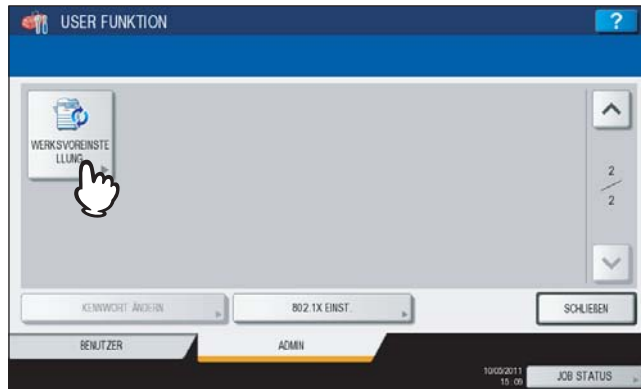 USER FUNKTION
?
WERKSVOREINSTE
LLUNG
2
2
KENNWORT ÄNDERN
802.1X EINST.
SCHLIEßEN
BENUTZER
ADMIN
10/03/2011
15:09
JOB STATUS